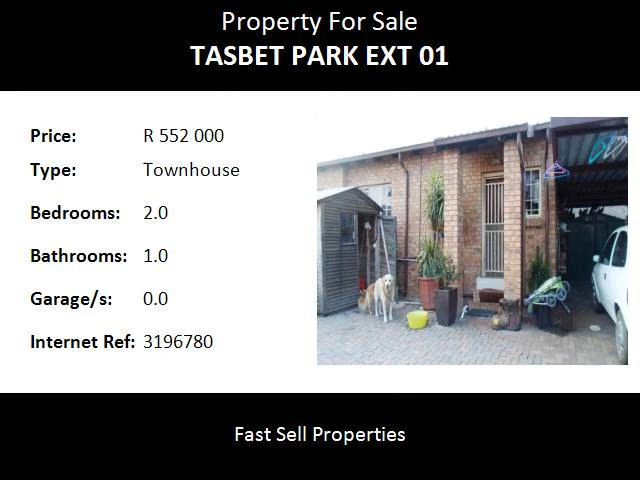 Property For Sale
TASBET PARK EXT 01
Price: R 552 000
Type: Townhouse
Bedrooms: 2.0
Bathrooms: 1.0
Garage/s: 0.0
Internet Ref: 3196780
Fast Sell Properties